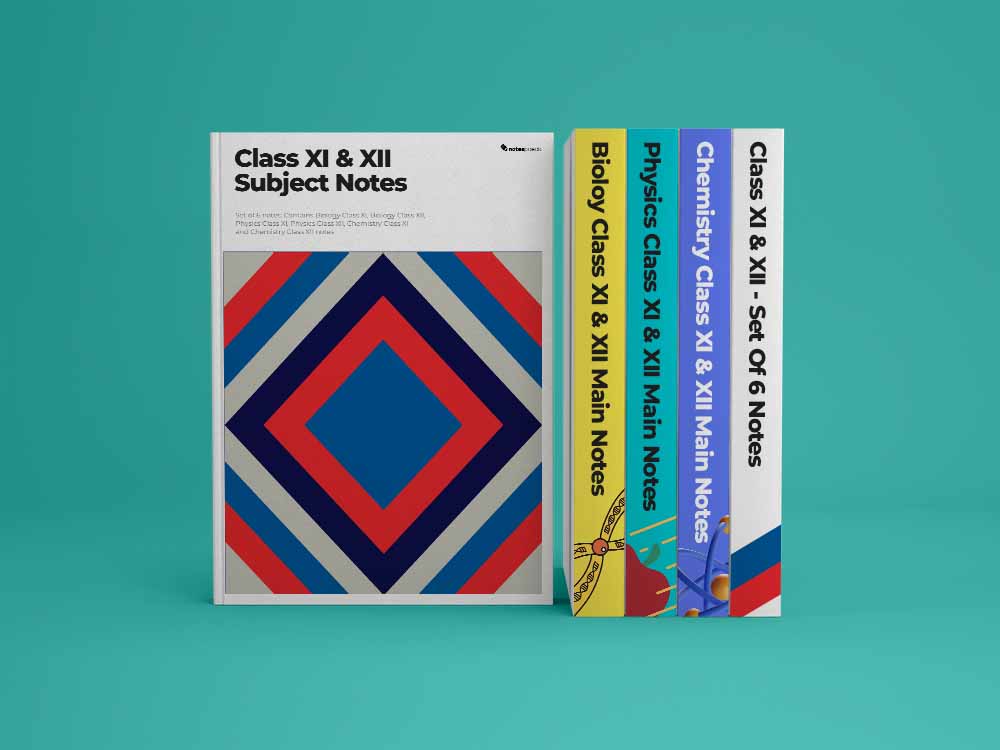 Class XI & XII
Subject Notes
Set of 6 notes. Contains Biology Class XI, Biology Class XII,
Physics Class XI, Physics Class XII, Chemistry Class XI
and Chemistry Class XII notes
Bioloy Class XI & XII Main Notes
Physics Class XI & XII Main Notes
Chemistry Class XI & XII Main Notes
Class XI & XII - Set Of 6 Notes